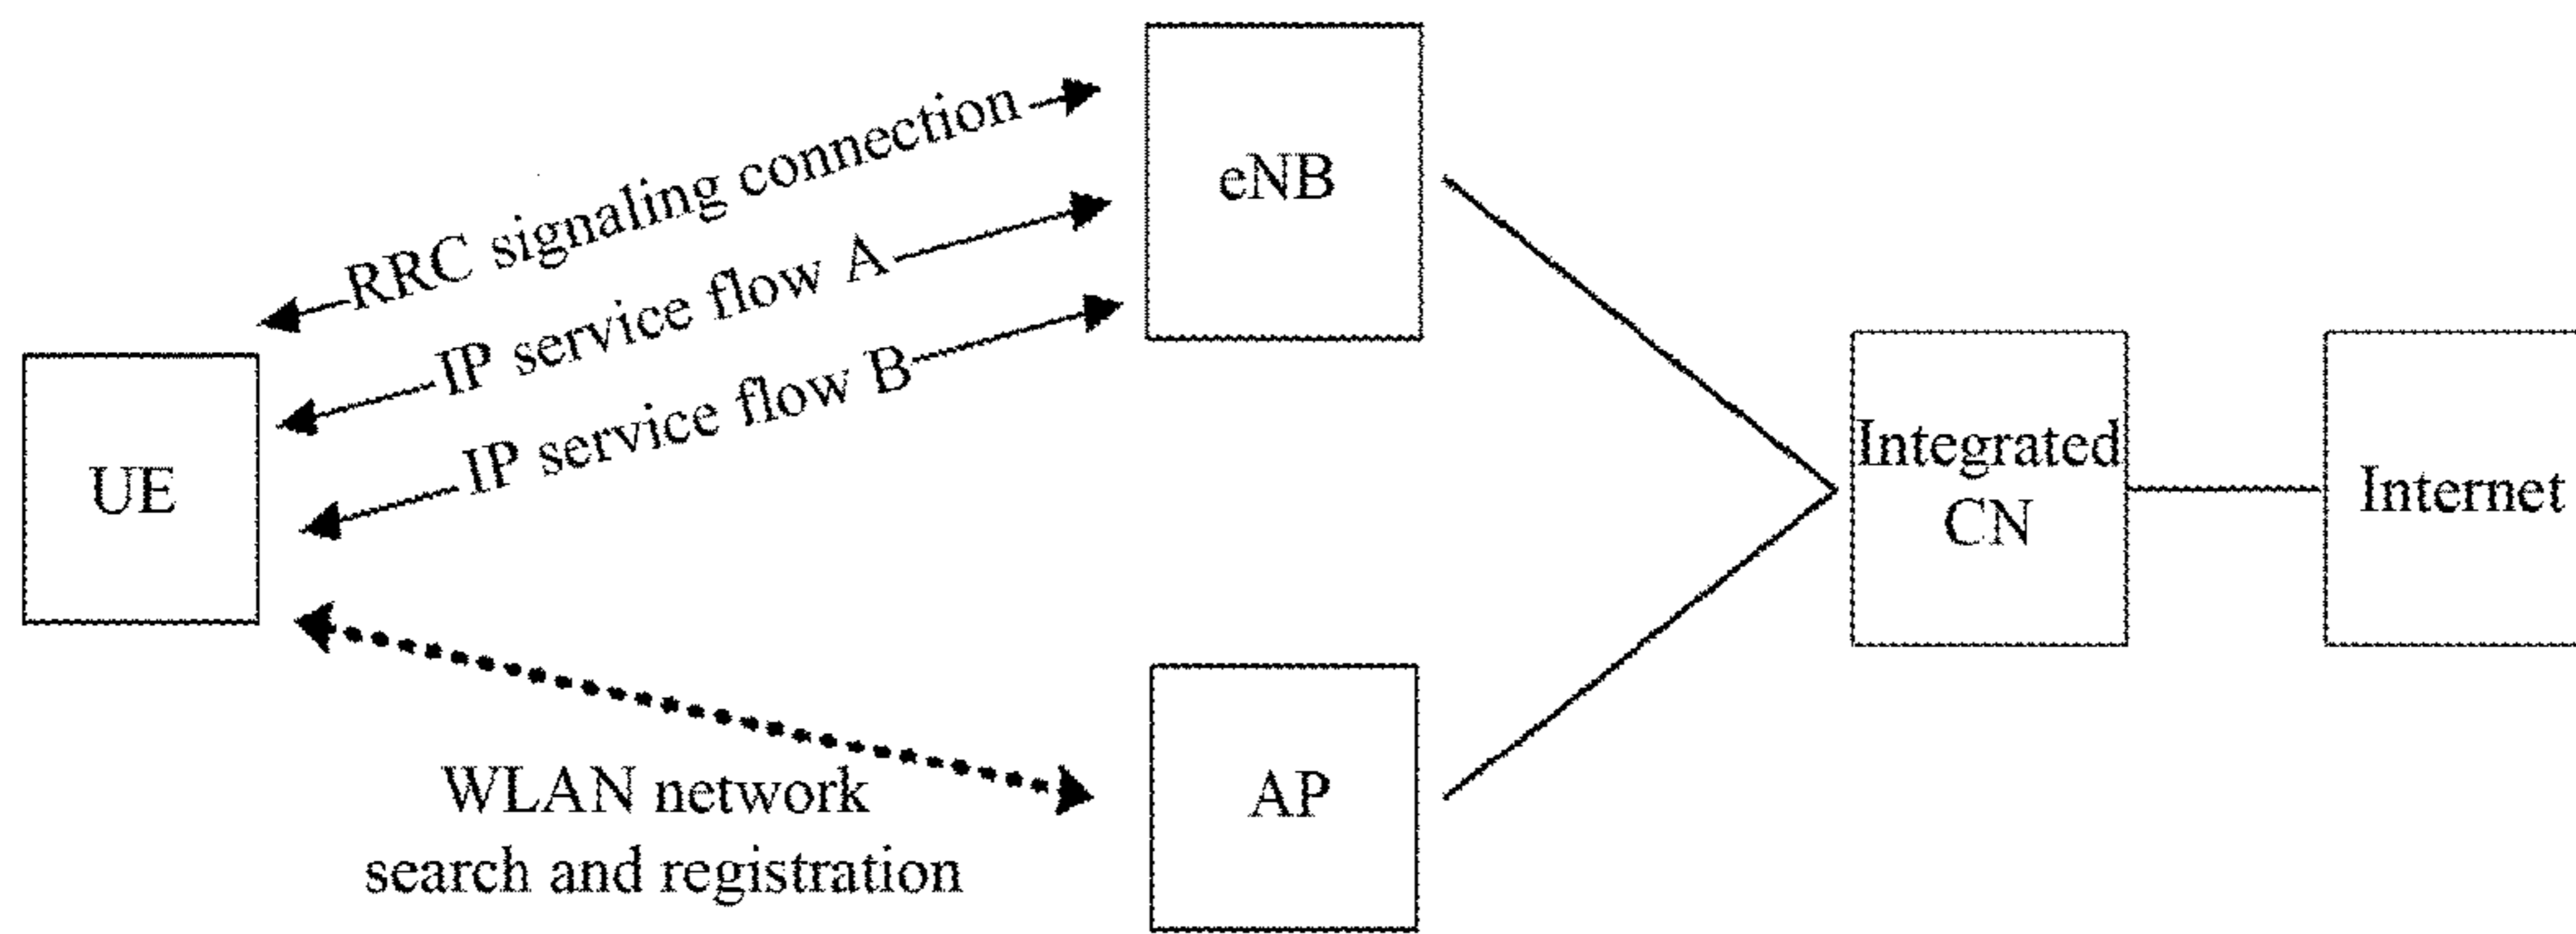 RRC signaling connection
IP service flow A
IP service flow B
UE
eNB
Integrated
CN
Internet
WLAN network
search and registration
AP